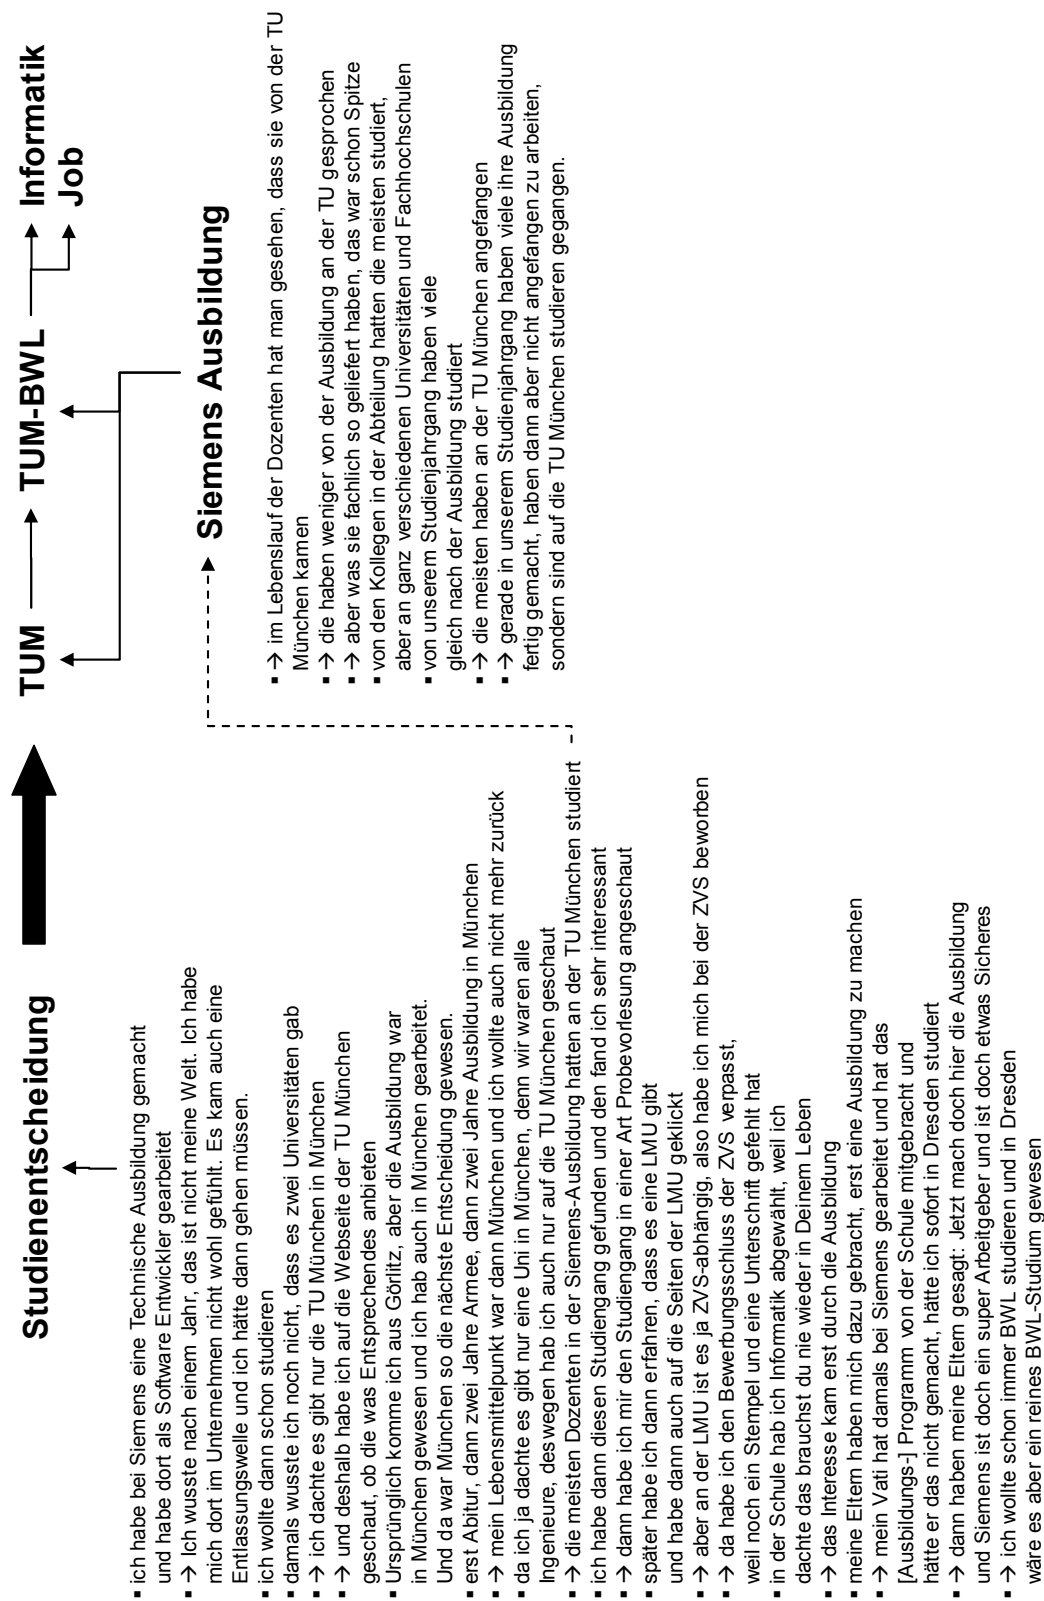 Studienentscheidung
TUM
TUM-BWL
Informatik
Job
▪ ich habe bei Siemens eine Technische Ausbildung gemacht
und habe dort als Software Entwickler gearbeitet
▪ → Ich wusste nach einem Jahr, das ist nicht meine Welt. Ich habe
mich dort im Unternehmen nicht wohl gefühlt. Es kam auch eine
Entlassungswelle und ich hätte dann gehen müssen.
▪ ich wollte dann schon studieren
▪ damals wusste ich noch nicht, dass es zwei Universitäten gab
▪ → ich dachte es gibt nur die TU München in München
▪ → und deshalb habe ich auf die Webseite der TU München
geschaut, ob die was Entsprechendes anbieten
▪ Ursprünglich komme ich aus Görlitz, aber die Ausbildung war
in München gewesen und ich hab auch in München gearbeitet.
Und da war München so die nächste Entscheidung gewesen.
▪ erst Abitur, dann zwei Jahre Armee, dann zwei Jahre Ausbildung in München
▪ → mein Lebensmittelpunkt war dann München und ich wollte auch nicht mehr zurück
▪ da ich ja dachte es gibt nur eine Uni in München, denn wir waren alle
Ingenieure, deswegen hab ich auch nur auf die TU München geschaut
▪ → die meisten Dozenten in der Siemens-Ausbildung hatten an der TU München studiert
▪ ich habe dann diesen Studiengang gefunden und den fand ich sehr interessant
▪ → dann habe ich mir den Studiengang in einer Art Probevorlesung angeschaut
▪ später habe ich dann erfahren, dass es eine LMU gibt
und habe dann auch auf die Seiten der LMU geklickt
▪ → aber an der LMU ist es ja ZVS-abhängig, also habe ich mich bei der ZVS beworben
▪ → da habe ich den Bewerbungsschluss der ZVS verpasst,
weil noch ein Stempel und eine Unterschrift gefehlt hat
▪ in der Schule hab ich Informatik abgewählt, weil ich
dachte das brauchst du nie wieder in Deinem Leben
▪ → das Interesse kam erst durch die Ausbildung
▪ meine Eltern haben mich dazu gebracht, erst eine Ausbildung zu machen
▪ → mein Vati hat damals bei Siemens gearbeitet und hat das
[Ausbildungs-] Programm von der Schule mitgebracht und
hätte er das nicht gemacht, hätte ich sofort in Dresden studiert
▪ → dann haben meine Eltern gesagt: Jetzt mach doch hier die Ausbildung
und Siemens ist doch ein super Arbeitgeber und ist doch etwas Sicheres
▪ → ich wollte schon immer BWL studieren und in Dresden
wäre es aber ein reines BWL-Studium gewesen
Siemens Ausbildung
▪ → im Lebenslauf der Dozenten hat man gesehen, dass sie von der TU
München kamen
▪ → die haben weniger von der Ausbildung an der TU gesprochen
▪ → aber was sie fachlich so geliefert haben, das war schon Spitze
▪ von den Kollegen in der Abteilung hatten die meisten studiert,
aber an ganz verschiedenen Universitäten und Fachhochschulen
▪ von unserem Studienjahrgang haben viele
gleich nach der Ausbildung studiert
▪ → die meisten haben an der TU München angefangen
▪ → gerade in unserem Studienjahrgang haben viele ihre Ausbildung
fertig gemacht, haben dann aber nicht angefangen zu arbeiten,
sondern sind auf die TU München studieren gegangen.